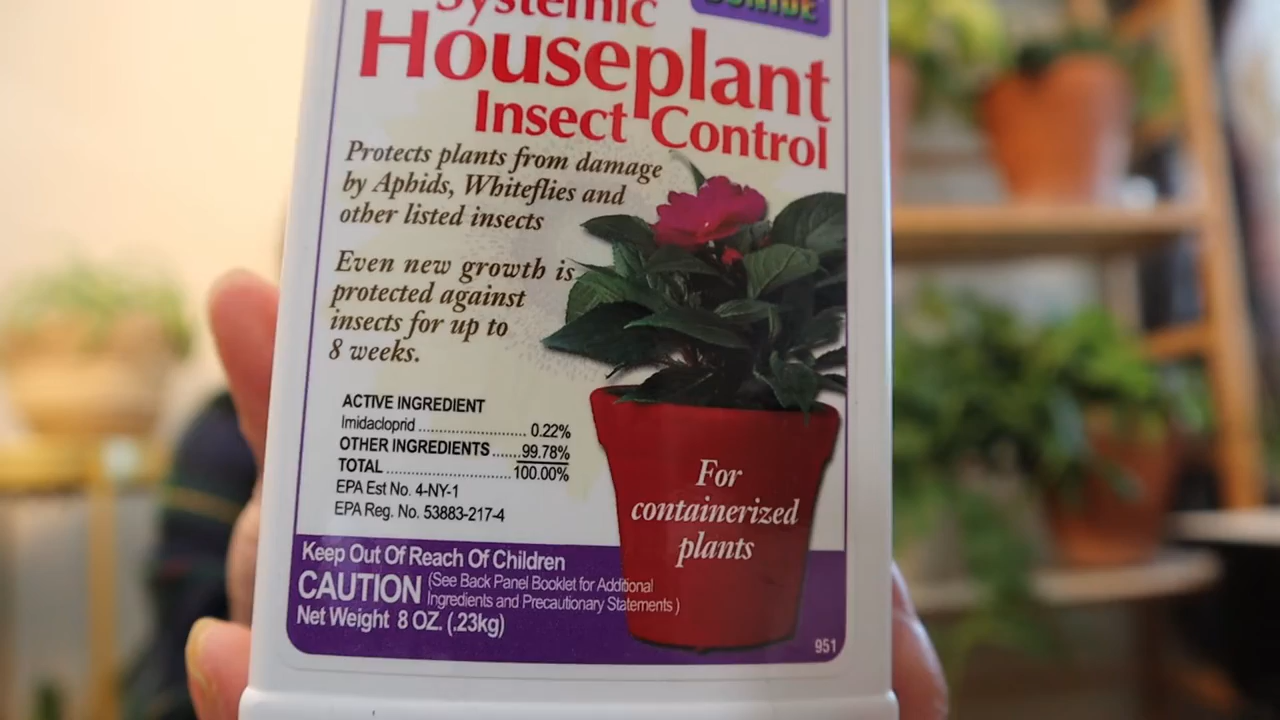 Systemic
BONIDE
Houseplant
Insect Control
Protects plants from damage
by Aphids, Whiteflies and
other listed insects
Even new growth is
protected against
insects for up to
8 weeks.
ACTIVE INGREDIENT
Imidacloprid ........................... 0.22%
OTHER INGREDIENTS ......99.78%
TOTAL ............................... 100.00%
EPA Est No. 4-NY-1
EPA Reg. No. 53883-217-4
For
containerized
plants
Keep Out Of Reach Of Children
CAUTION (See Back Panel Booklet for Additional
Ingredients and Precautionary Statements )
Net Weight 8 OZ. (.23kg)
951